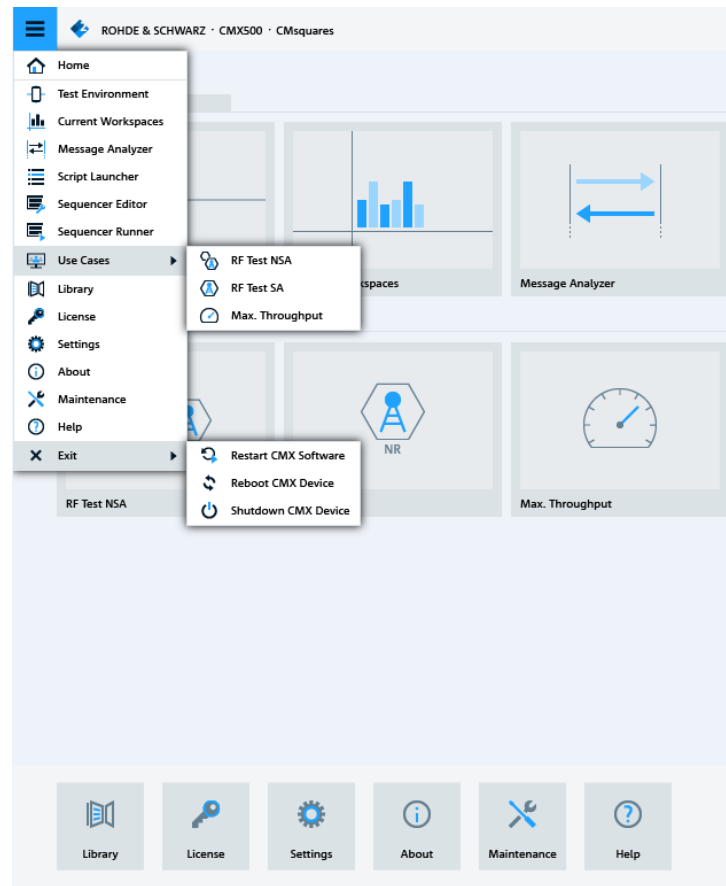 ROHDE & SCHWARZ · CMX500 · CMsquares
Home
Test Environment
Current Workspaces
Message Analyzer
Script Launcher
Sequencer Editor
Sequencer Runner
Use Cases
Library
License
Settings
About
Maintenance
Help
Exit
RF Test NSA
RF Test SA
Max. Throughput
Restart CMX Software
Reboot CMX Device
Shutdown CMX Device
kspaces
Message Analyzer
NR
RF Test NSA
Max. Throughput
Library
License
Settings
About
Maintenance
Help